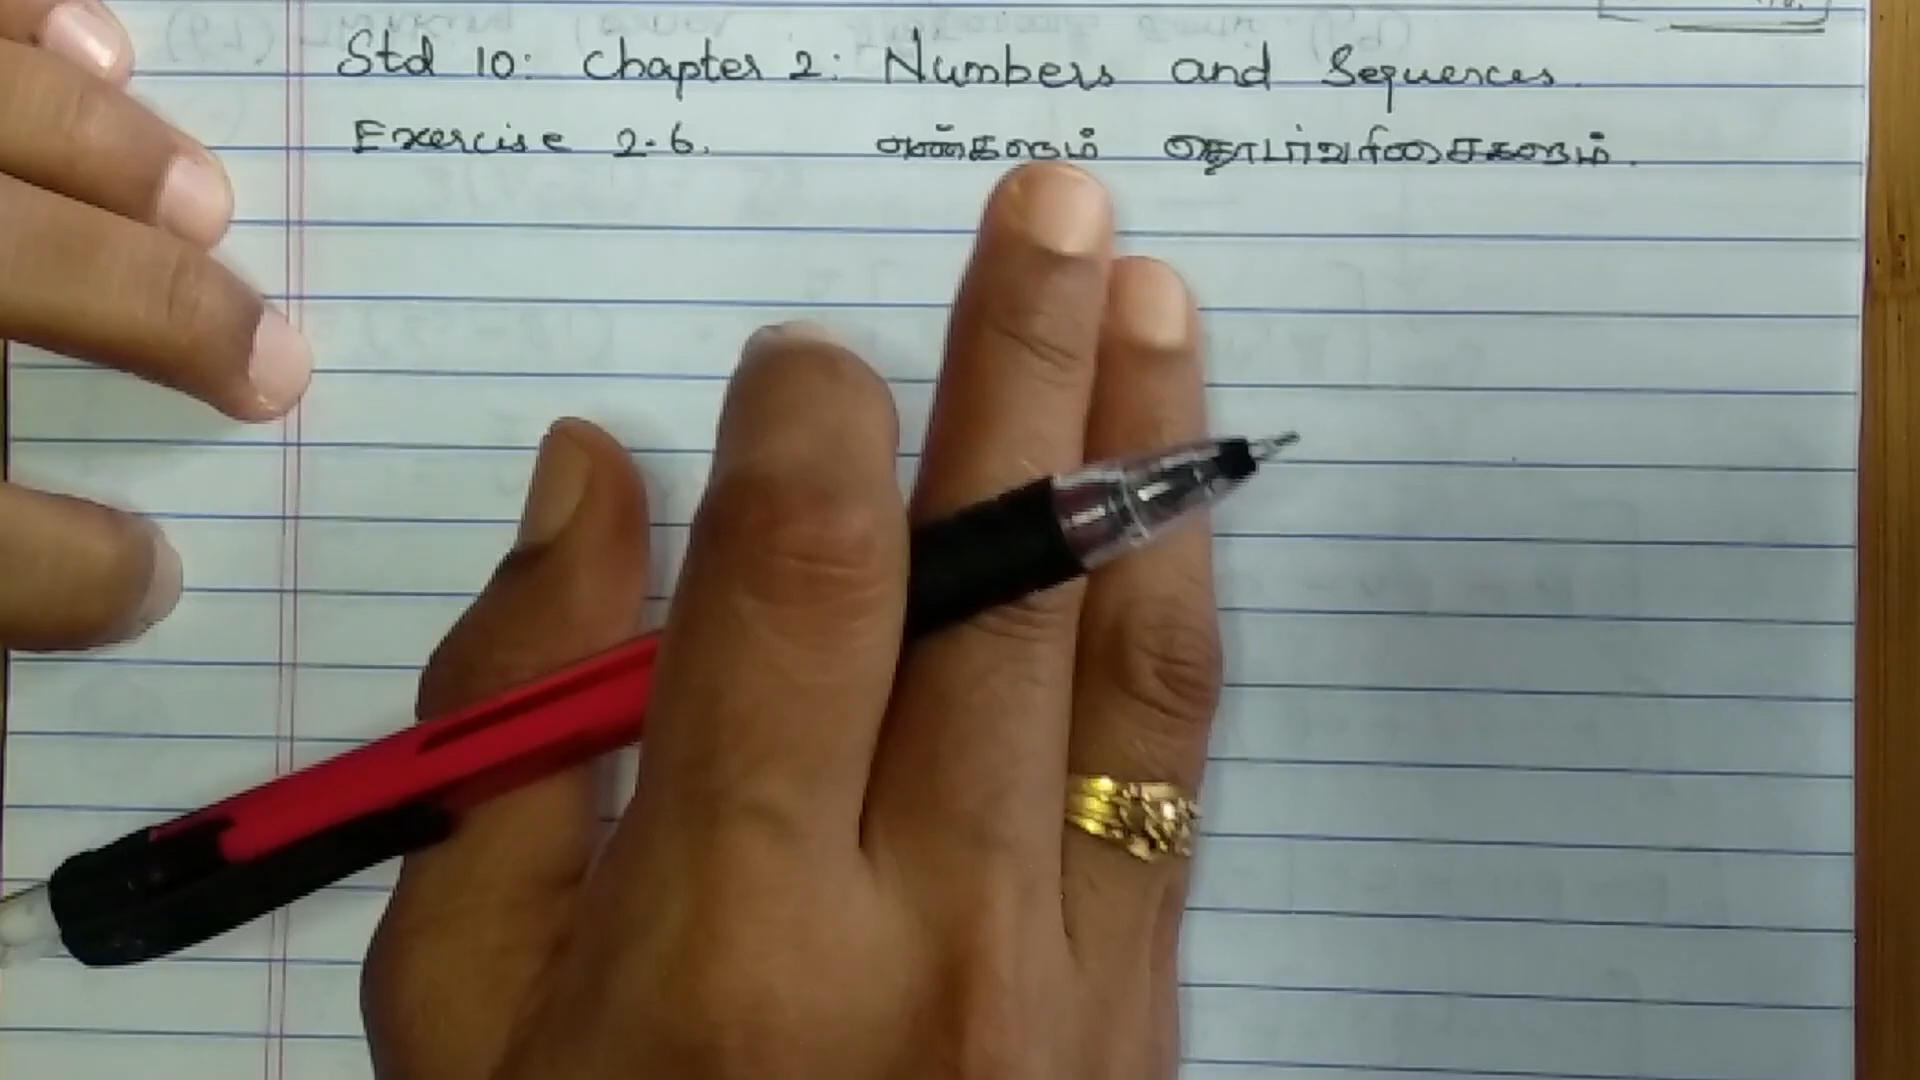 Std 10: Chapter 2: Numbers and Sequences.
Exercise 2.6. எண்களும் தொடர்வரிசைகளும்.